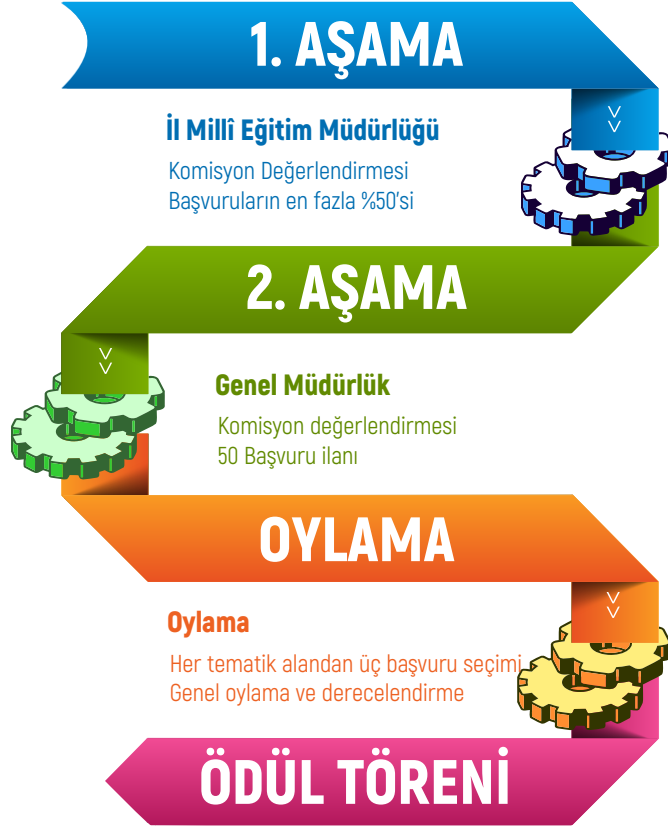 1. AŞAMA
İl Millî Eğitim Müdürlüğü
Komisyon Değerlendirmesi
Başvuruların en fazla %50'si
2. AŞAMA
Genel Müdürlük
Komisyon değerlendirmesi
50 Başvuru ilanı
OYLAMA
Oylama
Her tematik alandan üç başvuru seçimi
Genel oylama ve derecelendirme
ÖDÜL TÖRENİ